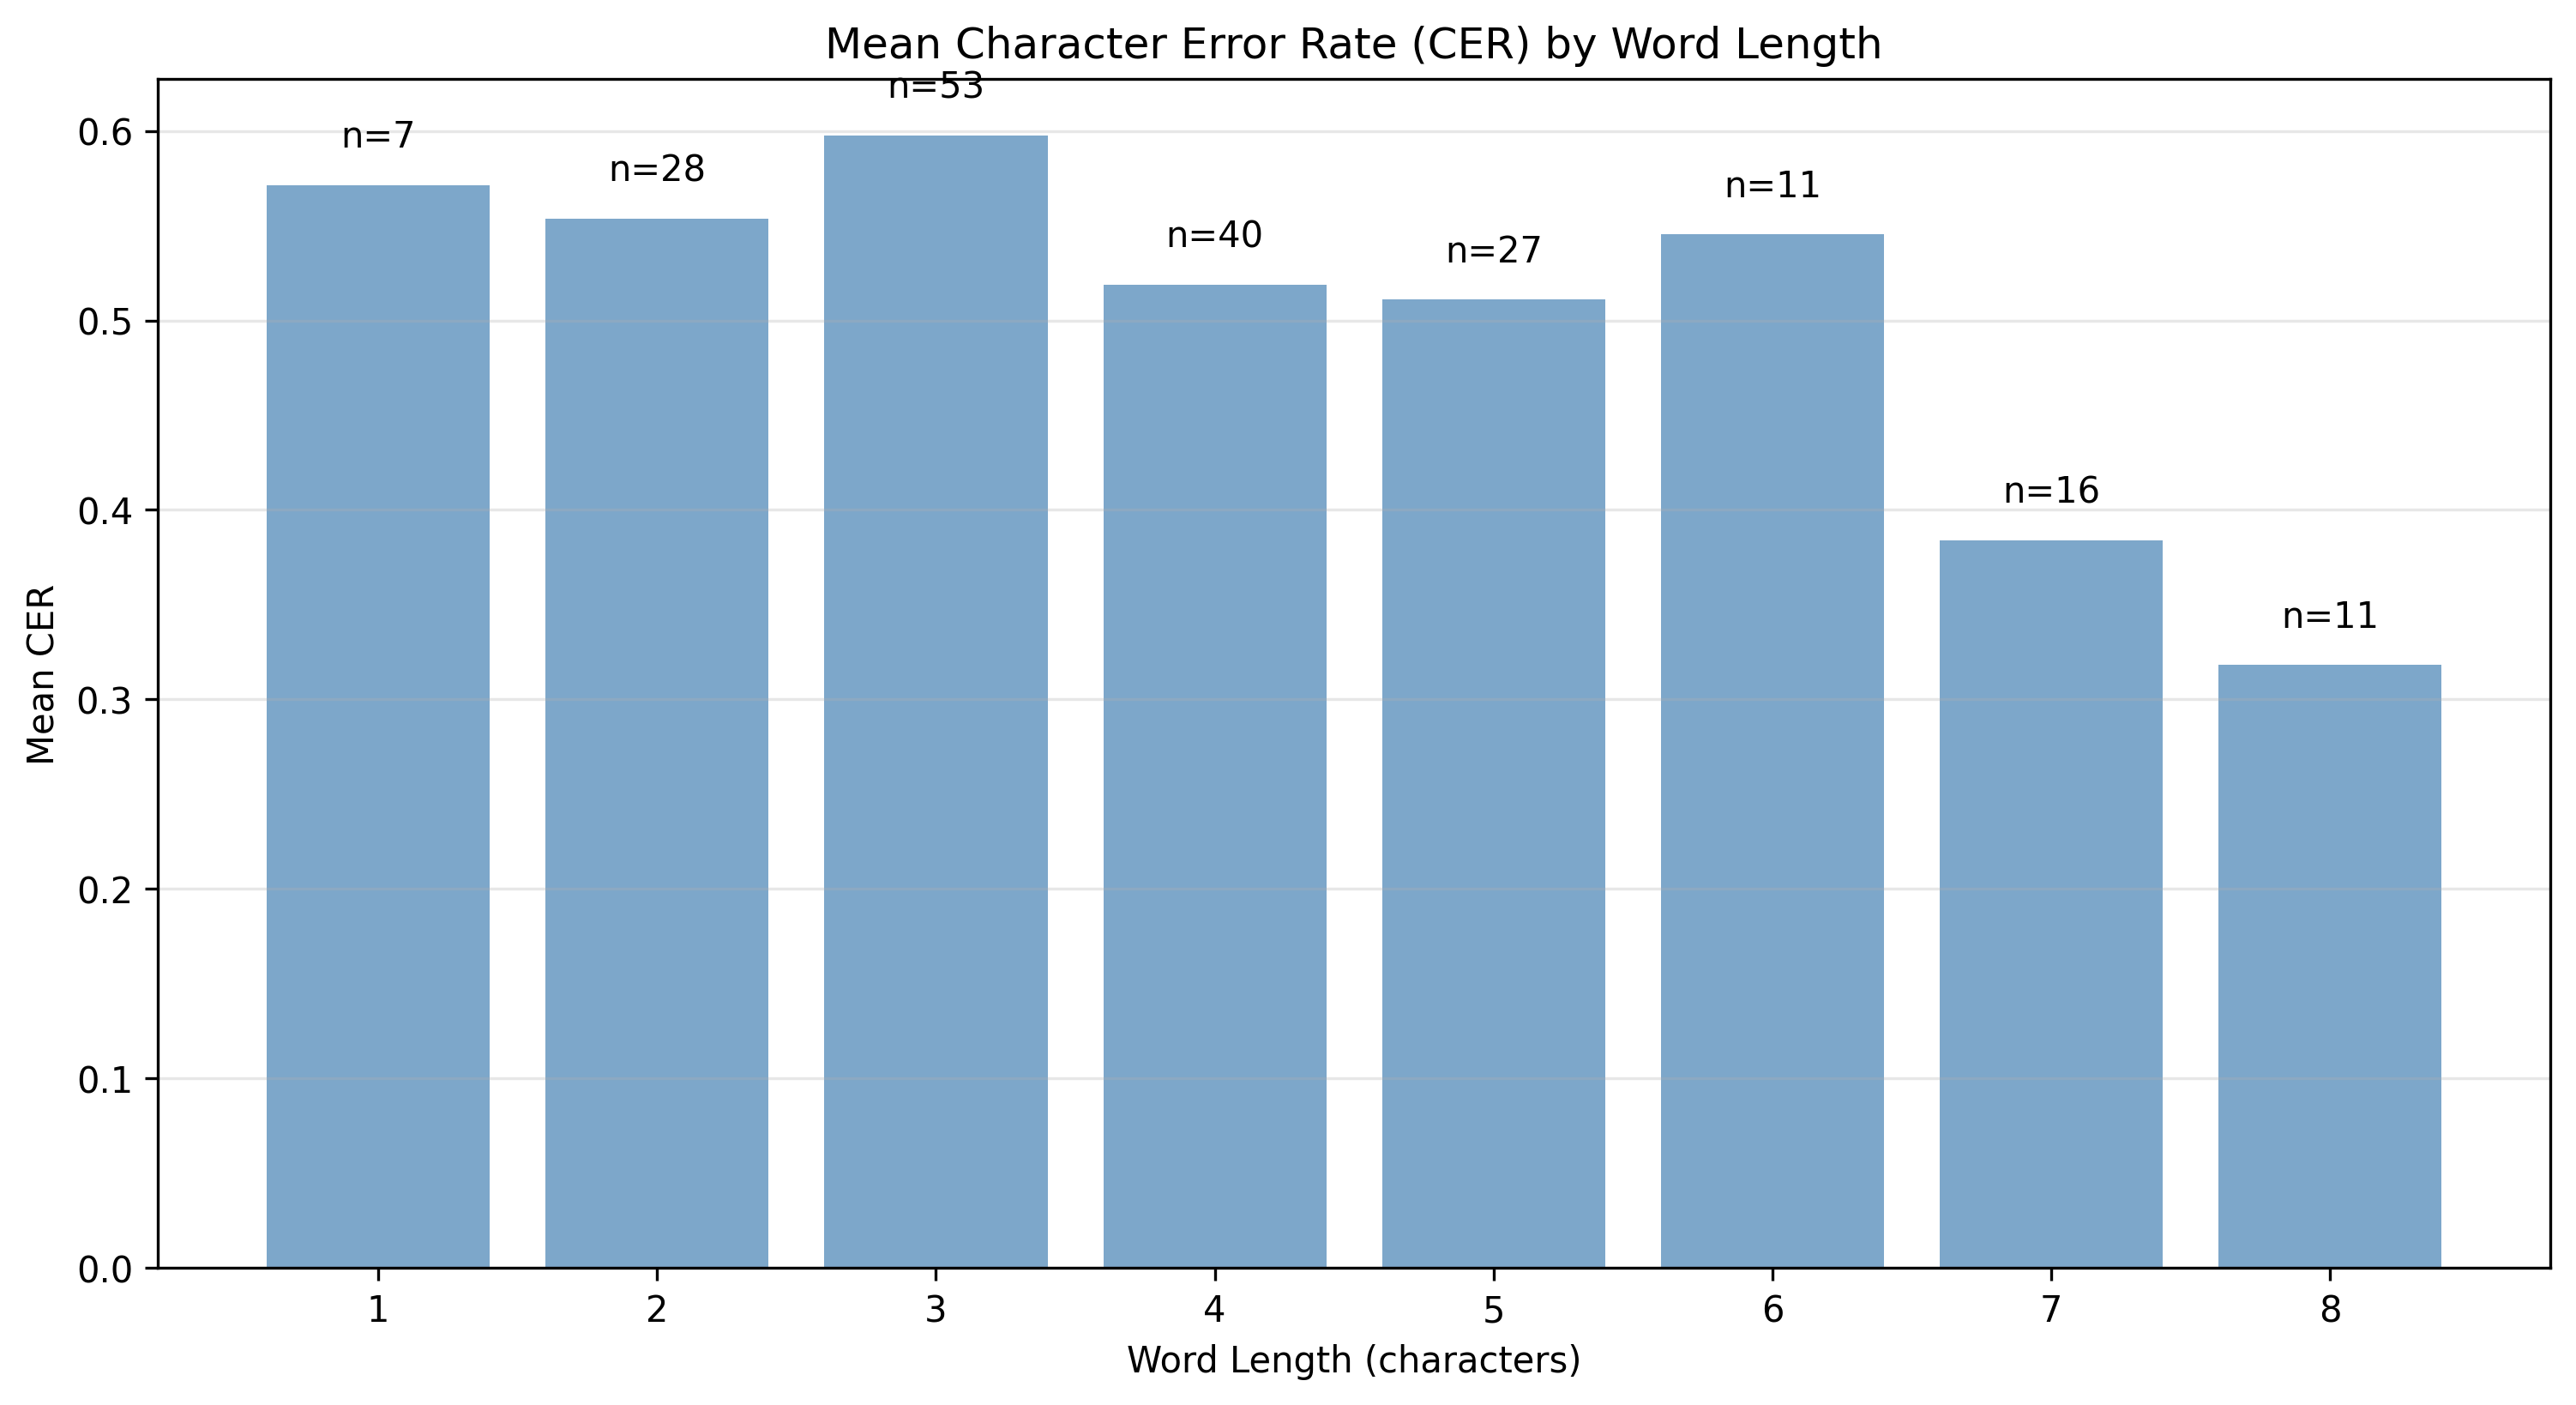 Mean Character Error Rate (CER) by Word Length
n=53
n=7
n=28
n=11
n=40
n=27
n=16
n=11
0.6
0.5
0.4
0.3
0.2
0.1
0.0
Mean CER
1 2 3 4 5 6 7 8
Word Length (characters)